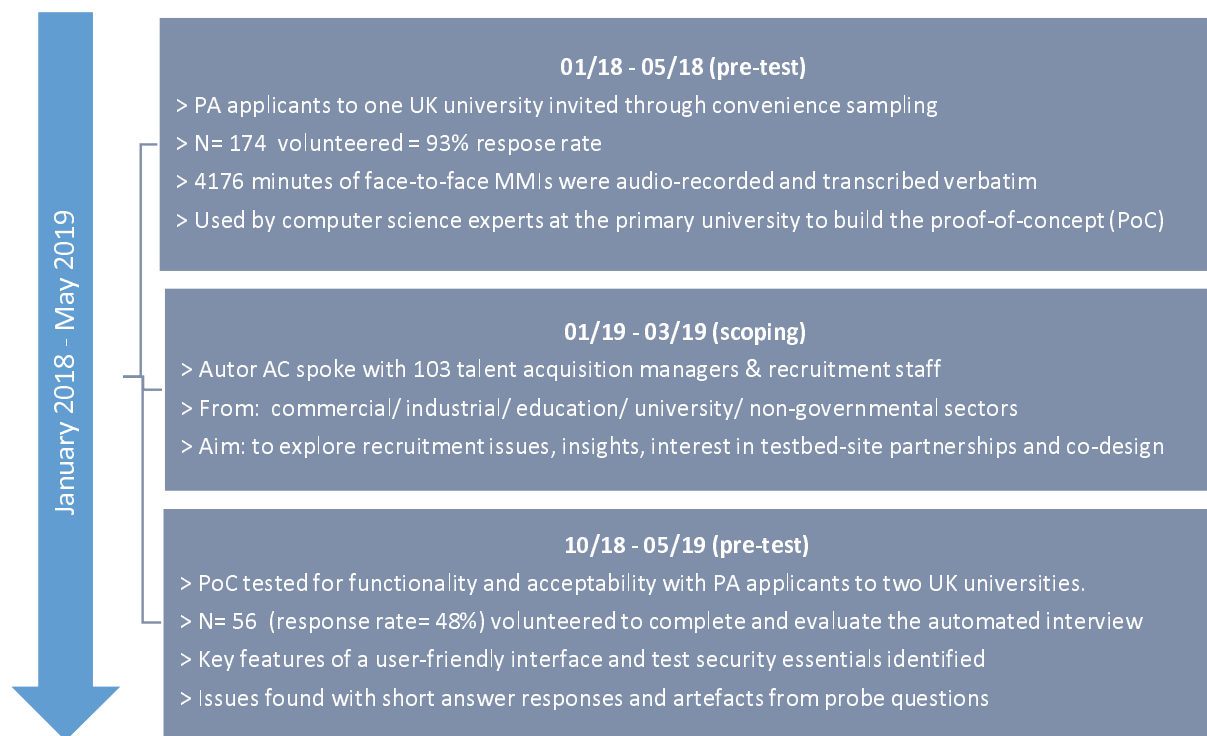 January 2018 - May 2019
01/18 - 05/18 (pre-test)
> PA applicants to one UK university invited through convenience sampling
> N= 174 volunteered = 93% respose rate
> 4176 minutes of face-to-face MMIs were audio-recorded and transcribed verbatim
> Used by computer science experts at the primary university to build the proof-of-concept (PoC)
01/19 - 03/19 (scoping)
> Autor AC spoke with 103 talent acquisition managers & recruitment staff
> From: commercial/ industrial/ education/ university/ non-governmental sectors
> Aim: to explore recruitment issues, insights, interest in testbed-site partnerships and co-design
10/18 - 05/19 (pre-test)
> PoC tested for functionality and acceptability with PA applicants to two UK universities.
> N= 56 (response rate= 48%) volunteered to complete and evaluate the automated interview
> Key features of a user-friendly interface and test security essentials identified
> Issues found with short answer responses and artefacts from probe questions